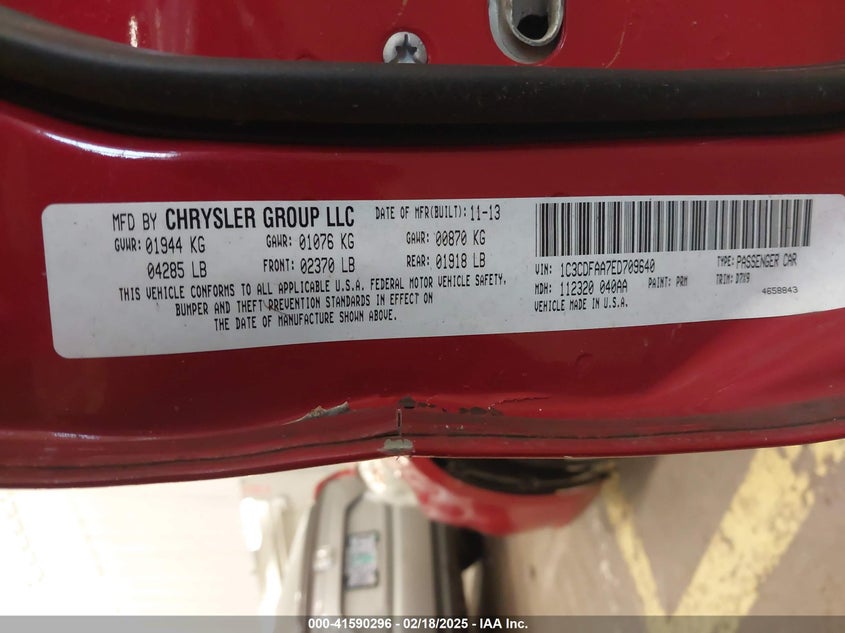 MFD BY CHRYSLER GROUP LLC DATE OF MFR(BUILT): 11-13
GVWR: 01944 KG GAWR: 01076 KG GAWR: 00870 KG
04285 LB FRONT: 02370 LB REAR: 01918 LB
THIS VEHICLE CONFORMS TO ALL APPLICABLE U.S.A. FEDERAL MOTOR VEHICLE SAFETY,
BUMPER AND THEFT PREVENTION STANDARDS IN EFFECT ON
THE DATE OF MANUFACTURE SHOWN ABOVE.
VIN: 1C3CDFAA7ED709640 TYPE: PASSENGER CAR
MDH: 112320 040AA PAINT: PRM TRIM: D7X9
VEHICLE MADE IN U.S.A. 4658843
000-41590296 - 02/18/2025 - IAA Inc.